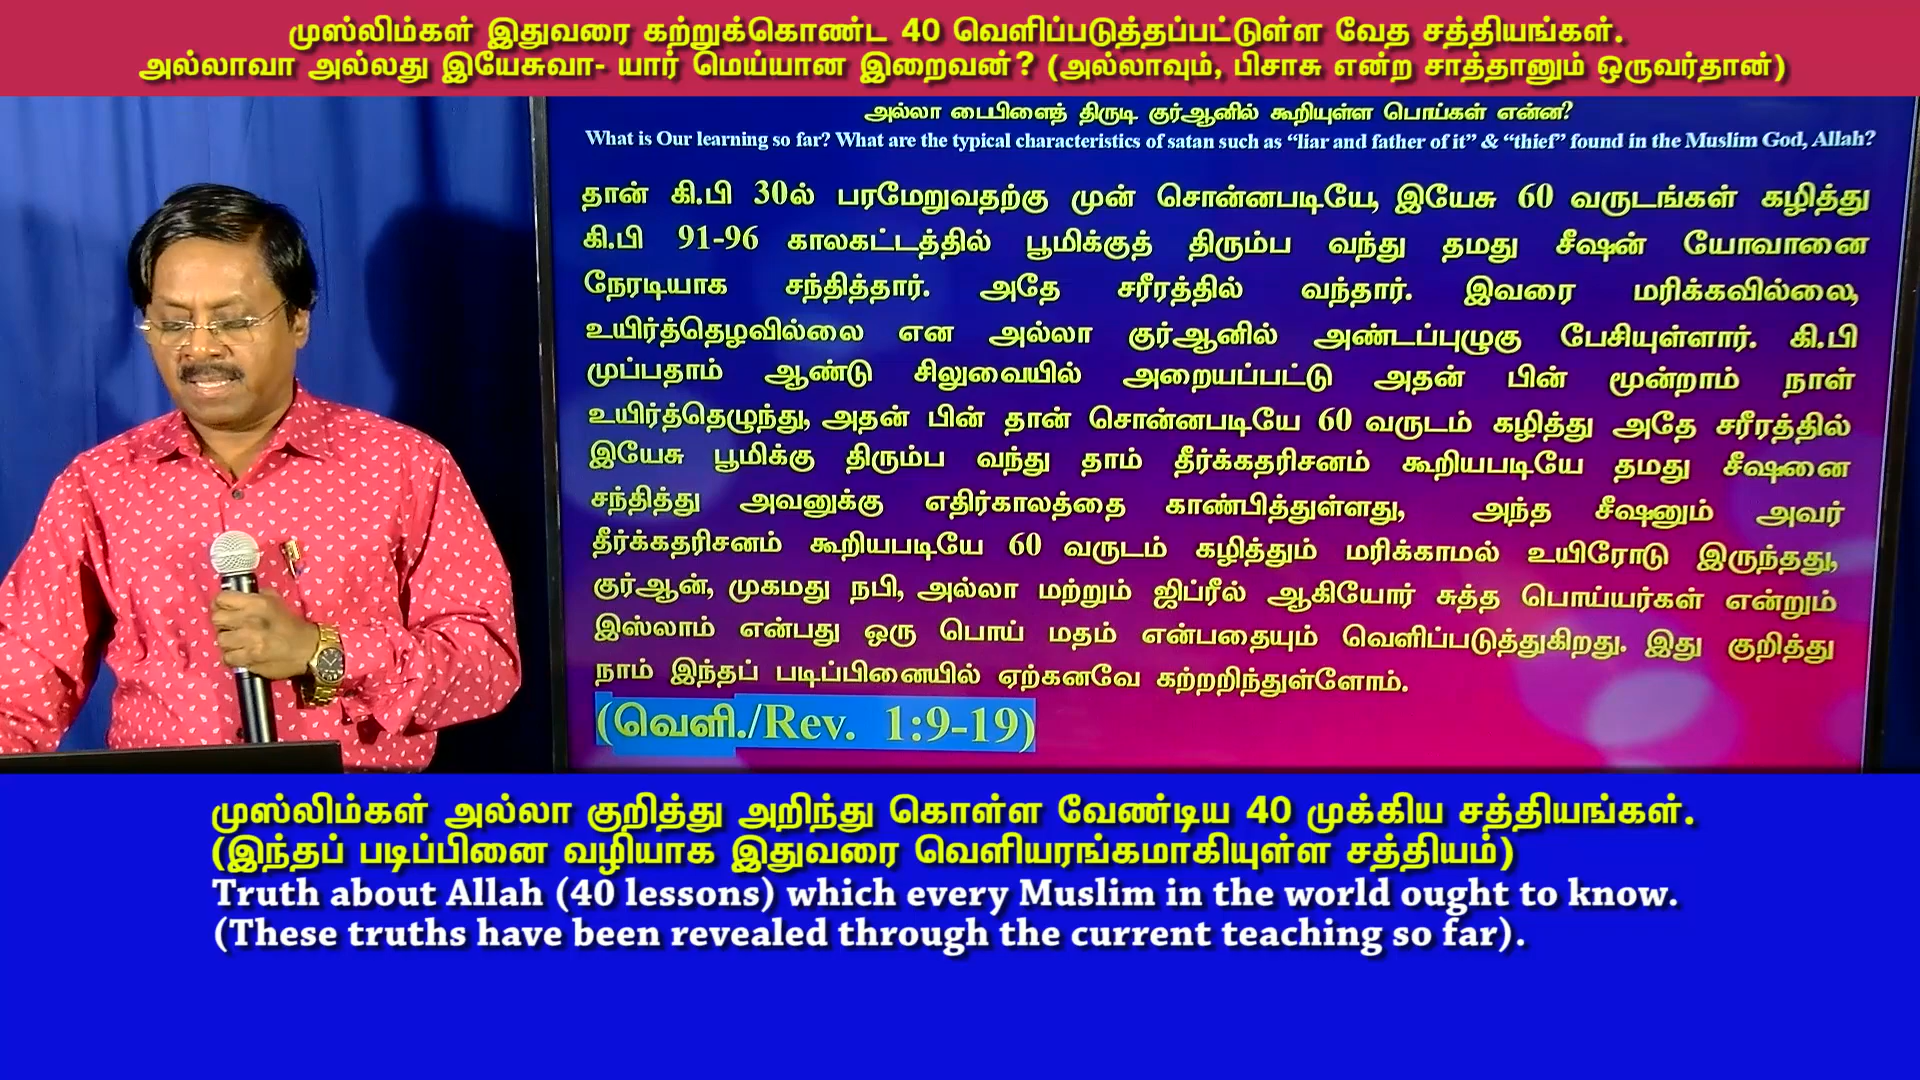 முஸ்லிம்கள் இதுவரை கற்றுக்கொண்ட 40 வெளிப்படுத்தப்பட்டுள்ள வேத சத்தியங்கள்.
அல்லாவா அல்லது இயேசுவா- யார் மெய்யான இறைவன்? (அல்லாவும், பிசாசு என்ற சாத்தானும் ஒருவர்தான்)
அல்லா பைபிளைத் திருடி குர்ஆனில் கூறியுள்ள பொய்கள் என்ன?
What is Our learning so far? What are the typical characteristics of satan such as “liar and father of it” & “thief” found in the Muslim God, Allah?
தான் கி.பி 30ல் பரமேறுவதற்கு முன் சொன்னபடியே, இயேசு 60 வருடங்கள் கழித்து
கி.பி 91-96 காலகட்டத்தில் பூமிக்குத் திரும்ப வந்து தமது சீஷன் யோவானை
நேரடியாக சந்தித்தார். அதே சரீரத்தில் வந்தார். இவரை மரிக்கவில்லை,
உயிர்த்தெழவில்லை என அல்லா குர்ஆனில் அண்டப்புழுகு பேசியுள்ளார். கி.பி
முப்பதாம் ஆண்டு சிலுவையில் அறையப்பட்டு அதன் பின் மூன்றாம் நாள்
உயிர்த்தெழுந்து, அதன் பின் தான் சொன்னபடியே 60 வருடம் கழித்து அதே சரீரத்தில்
இயேசு பூமிக்கு திரும்ப வந்து தாம் தீர்க்கதரிசனம் கூறியபடியே தமது சீஷனை
சந்தித்து அவனுக்கு எதிர்காலத்தை காண்பித்துள்ளது, அந்த சீஷனும் அவர்
தீர்க்கதரிசனம் கூறியபடியே 60 வருடம் கழித்தும் மரிக்காமல் உயிரோடு இருந்தது,
குர்ஆன், முகமது நபி, அல்லா மற்றும் ஜிப்ரீல் ஆகியோர் சுத்த பொய்யர்கள் என்றும்
இஸ்லாம் என்பது ஒரு பொய் மதம் என்பதையும் வெளிப்படுத்துகிறது. இது குறித்து
நாம் இந்தப் படிப்பினையில் ஏற்கனவே கற்றறிந்துள்ளோம்.
(வெளி./Rev. 1:9-19)
முஸ்லிம்கள் அல்லா குறித்து அறிந்து கொள்ள வேண்டிய 40 முக்கிய சத்தியங்கள்.
(இந்தப் படிப்பினை வழியாக இதுவரை வெளியரங்கமாகியுள்ள சத்தியம்)
Truth about Allah (40 lessons) which every Muslim in the world ought to know.
(These truths have been revealed through the current teaching so far).